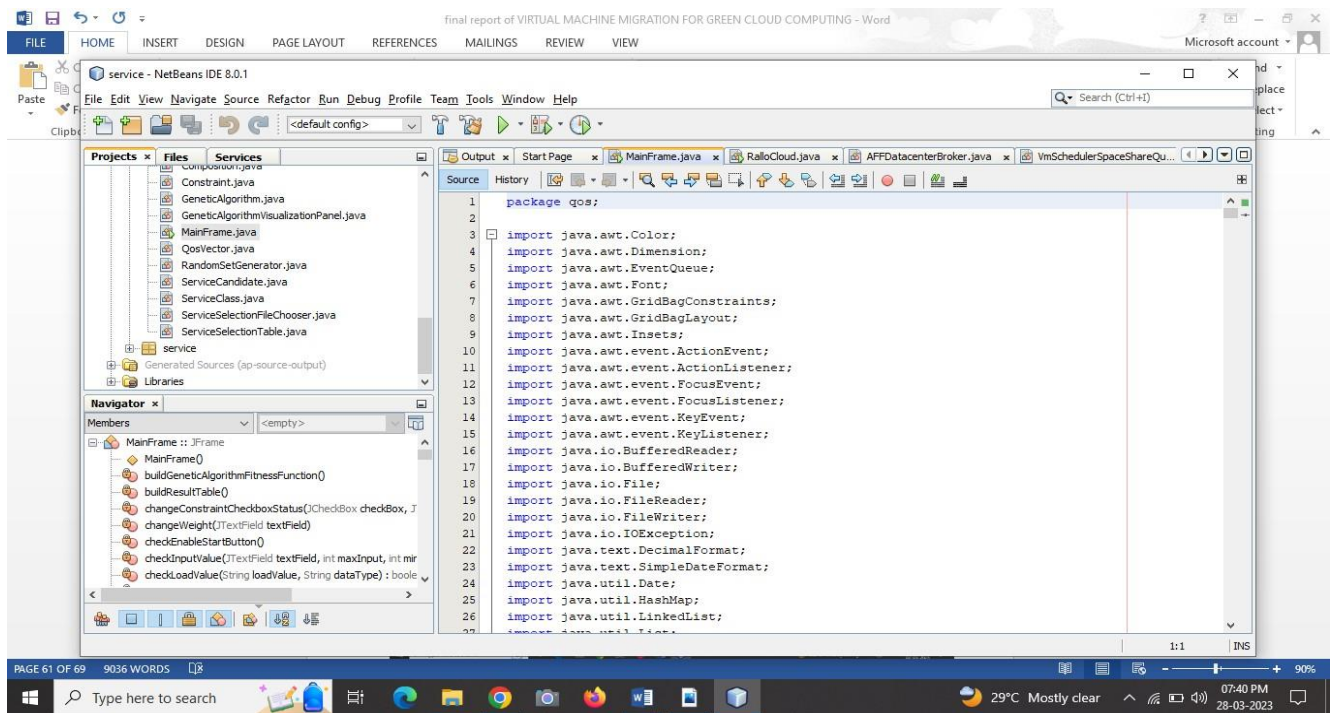 final report of VIRTUAL MACHINE MIGRATION FOR GREEN CLOUD COMPUTING - Word
FILE HOME INSERT DESIGN PAGE LAYOUT REFERENCES MAILINGS REVIEW VIEW Microsoft account
Paste
service - NetBeans IDE 8.0.1
File Edit View Navigate Source Refactor Run Debug Profile Team Tools Window Help
Search (Ctrl+I)
<default config>
Projects Files Services
Composition.java
Constraint.java
GeneticAlgorithm.java
GeneticAlgorithmVisualizationPanel.java
MainFrame.java
QosVector.java
RandomSetGenerator.java
ServiceCandidate.java
ServiceClass.java
ServiceSelectionFileChooser.java
ServiceSelectionTable.java
service
Generated Sources (ap-source-output)
Libraries
Navigator
Members <empty>
MainFrame :: JFrame
MainFrame()
buildGeneticAlgorithmFitnessFunction()
buildResultTable()
changeConstraintCheckboxStatus(JCheckBox checkBox, J
changeWeight(JTextField textField)
checkEnableStartButton()
checkInputValue(JTextField textField, int maxInput, int mir
checkLoadValue(String loadValue, String dataType) : boole
Output Start Page MainFrame.java RalloCloud.java AFFDatacenterBroker.java VmSchedulerSpaceShareQu...
Source History
1 package qos;
2
3 import java.awt.Color;
4 import java.awt.Dimension;
5 import java.awt.EventQueue;
6 import java.awt.Font;
7 import java.awt.GridBagConstraints;
8 import java.awt.GridBagLayout;
9 import java.awt.Insets;
10 import java.awt.event.ActionEvent;
11 import java.awt.event.ActionListener;
12 import java.awt.event.FocusEvent;
13 import java.awt.event.FocusListener;
14 import java.awt.event.KeyEvent;
15 import java.awt.event.KeyListener;
16 import java.io.BufferedReader;
17 import java.io.BufferedWriter;
18 import java.io.File;
19 import java.io.FileReader;
20 import java.io.FileWriter;
21 import java.io.IOException;
22 import java.text.DecimalFormat;
23 import java.text.SimpleDateFormat;
24 import java.util.Date;
25 import java.util.HashMap;
26 import java.util.LinkedList;
27 import java.util.List;
1:1 INS
PAGE 61 OF 69 9036 WORDS 90%
Type here to search 29°C Mostly clear 07:40 PM
28-03-2023